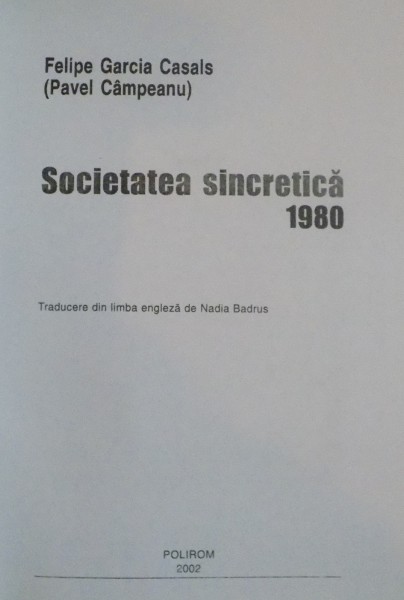 Felipe Garcia Casals
(Pavel Câmpeanu)
Societatea sincretică
1980
Traducere din limba engleză de Nadia Badrus
POLIROM
2002